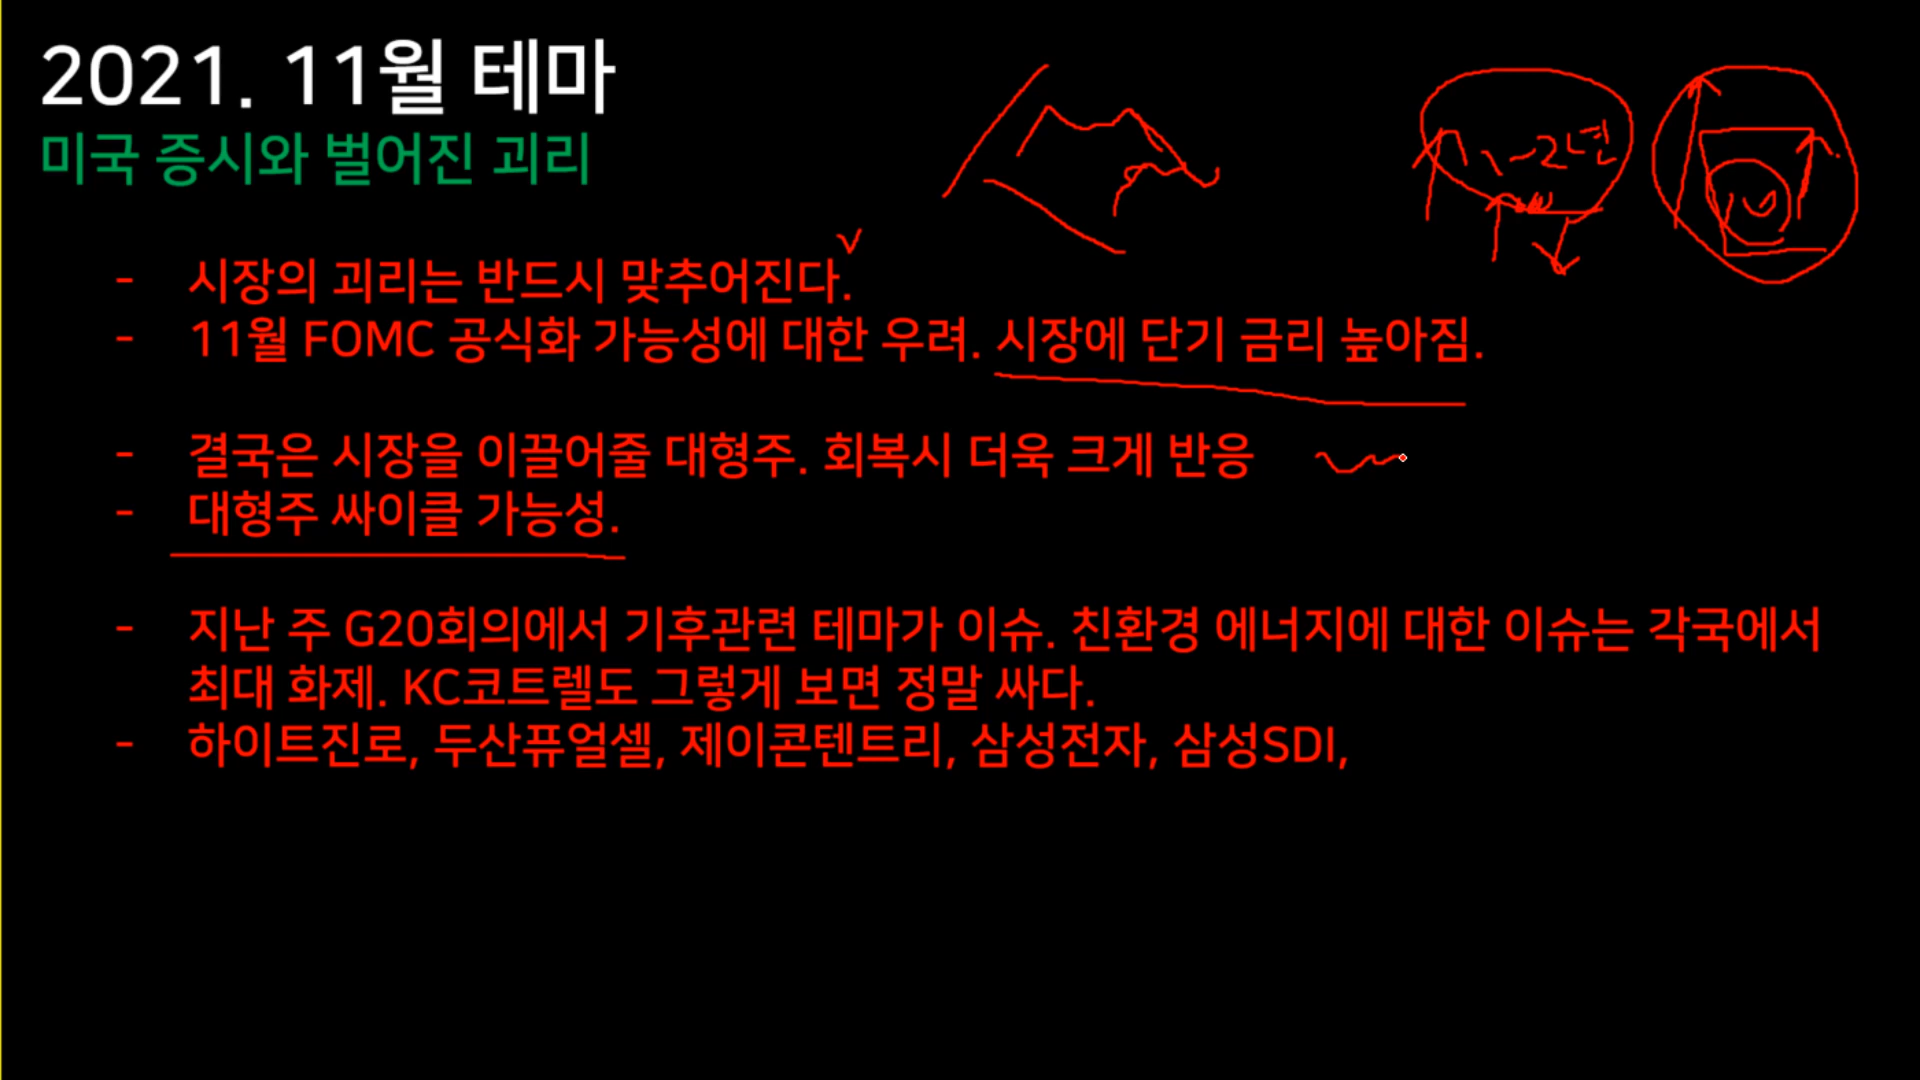 2021. 11월 테마
미국 증시와 벌어진 괴리
1-2년
- 시장의 괴리는 반드시 맞추어진다.
- 11월 FOMC 공식화 가능성에 대한 우려. 시장에 단기 금리 높아짐.
- 결국은 시장을 이끌어줄 대형주. 회복시 더욱 크게 반응
- 대형주 싸이클 가능성.
- 지난 주 G20회의에서 기후관련 테마가 이슈. 친환경 에너지에 대한 이슈는 각국에서
최대 화제. KC코트렐도 그렇게 보면 정말 싸다.
- 하이트진로, 두산퓨얼셀, 제이콘텐트리, 삼성전자, 삼성SDI,